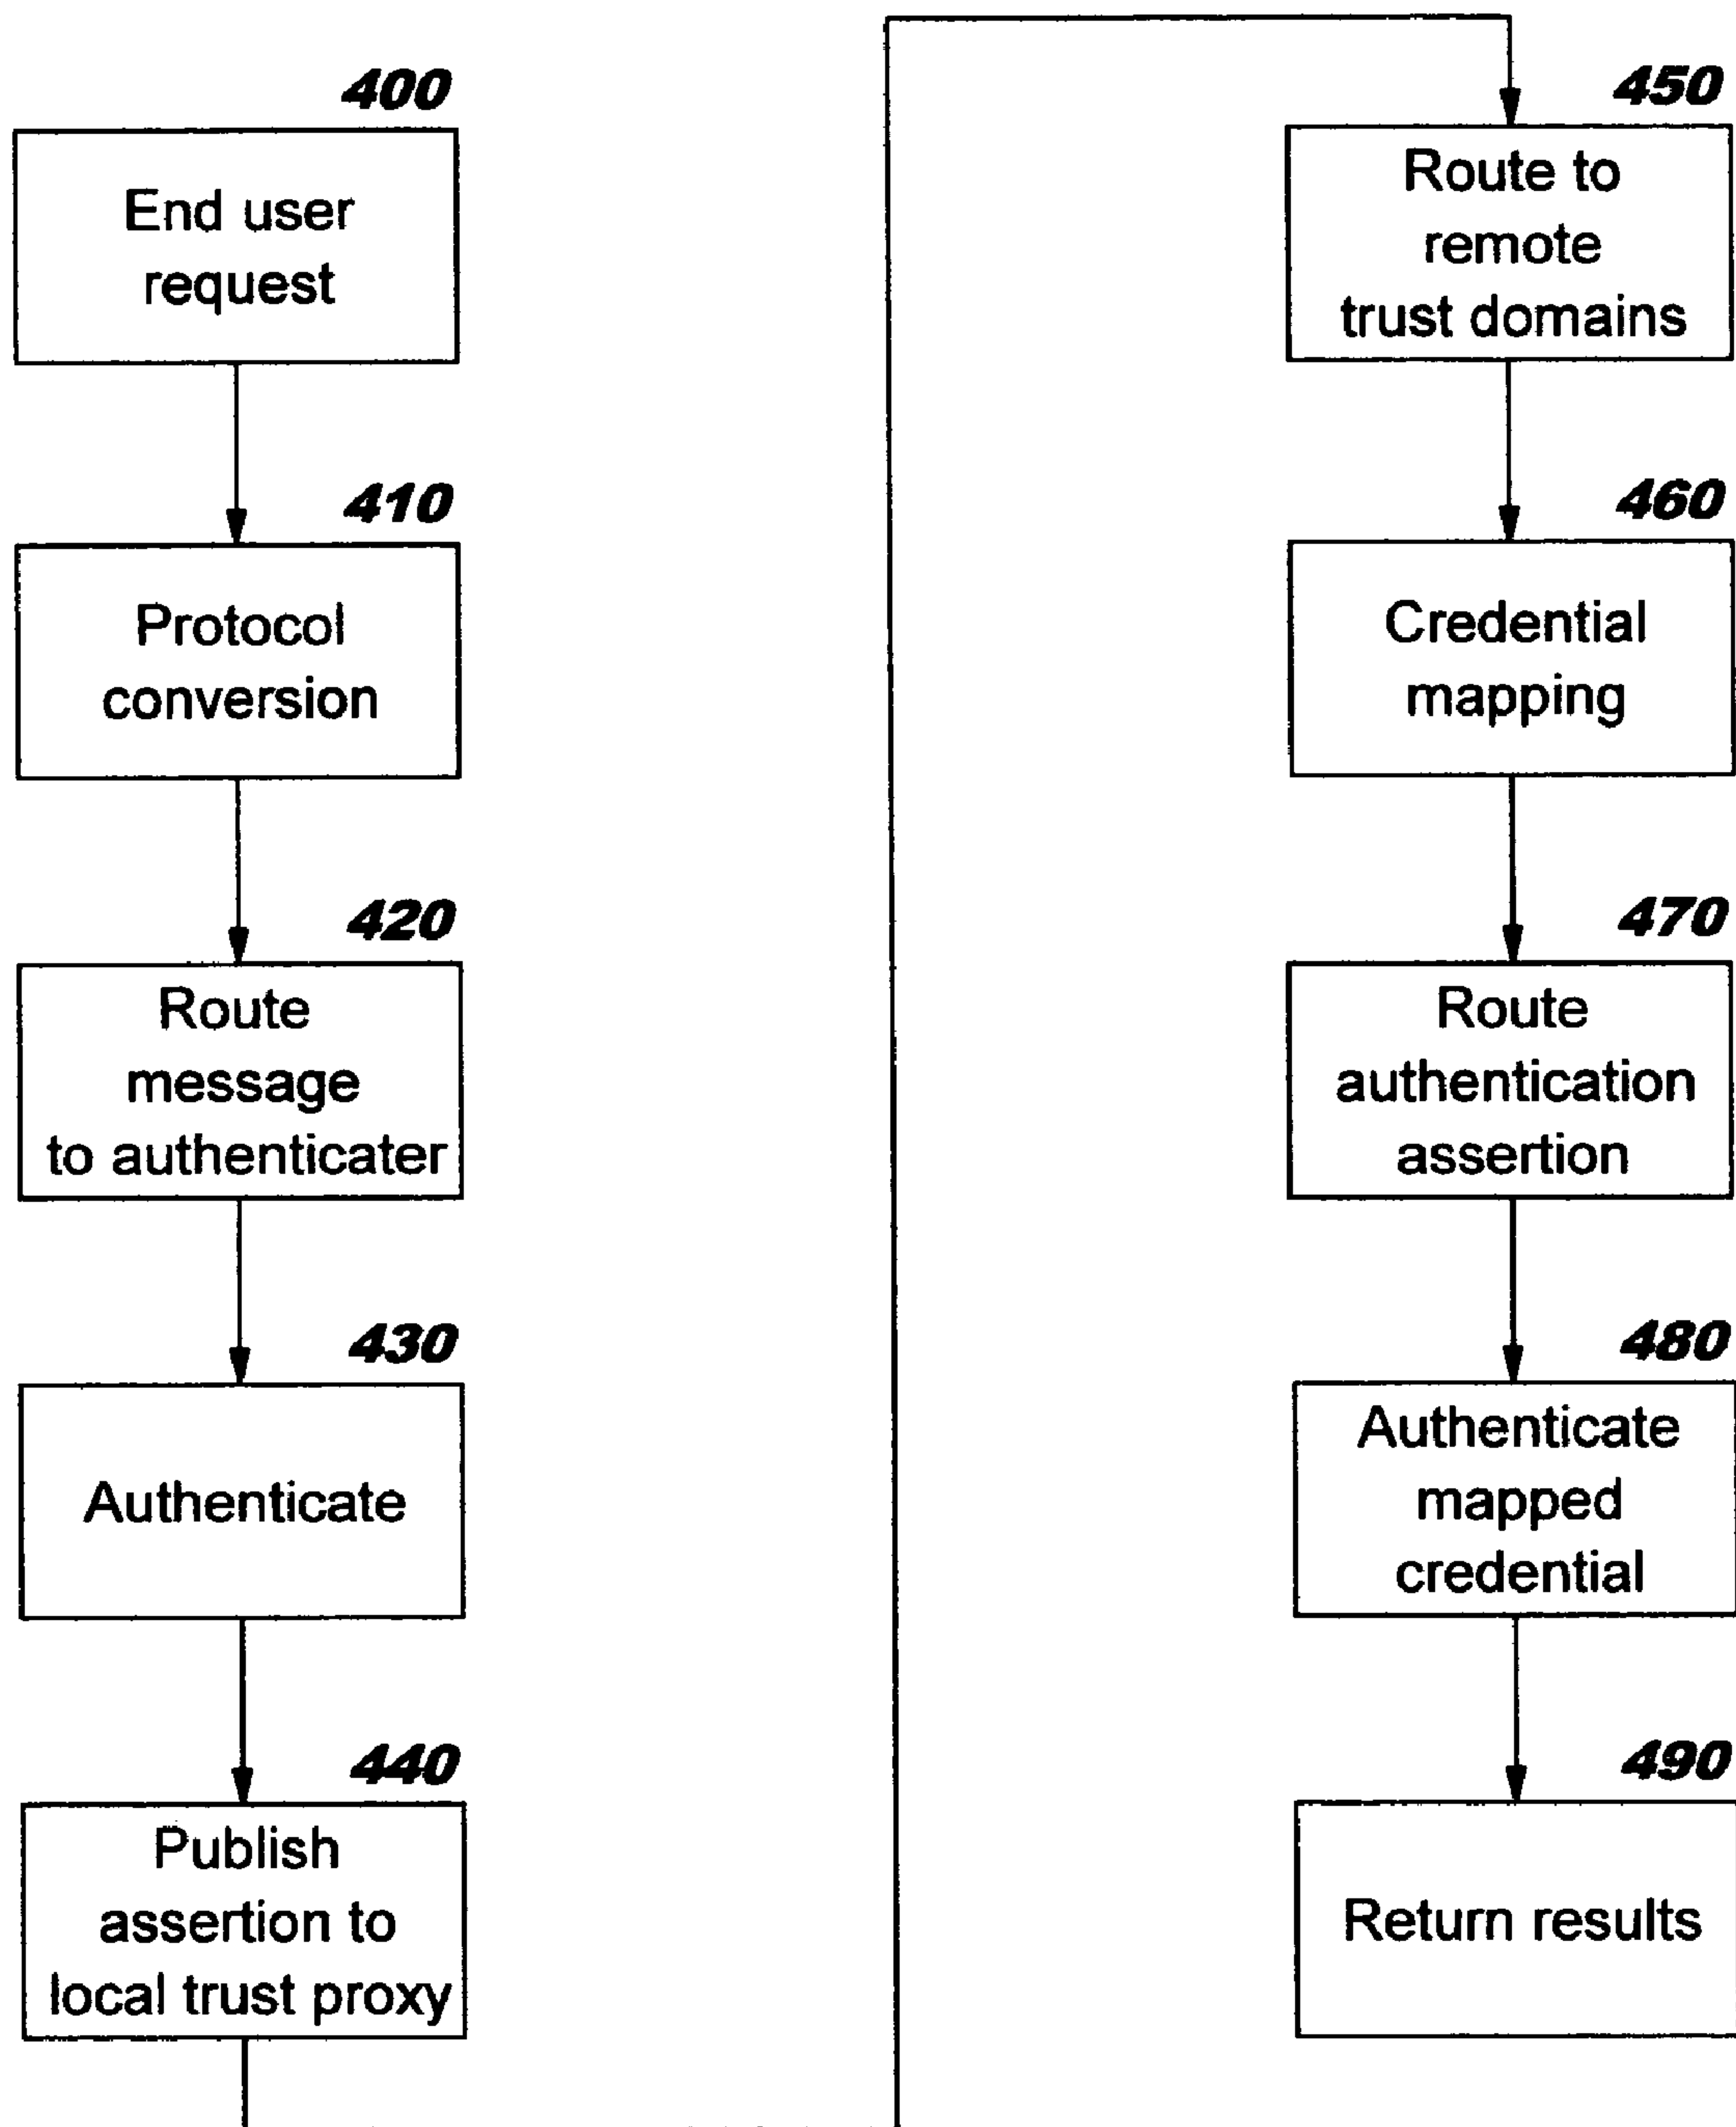 400
End user
request
410
Protocol
conversion
420
Route
message
to authenticater
430
Authenticate
440
Publish
assertion to
local trust proxy
450
Route to
remote
trust domains
460
Credential
mapping
470
Route
authentication
assertion
480
Authenticate
mapped
credential
490
Return results